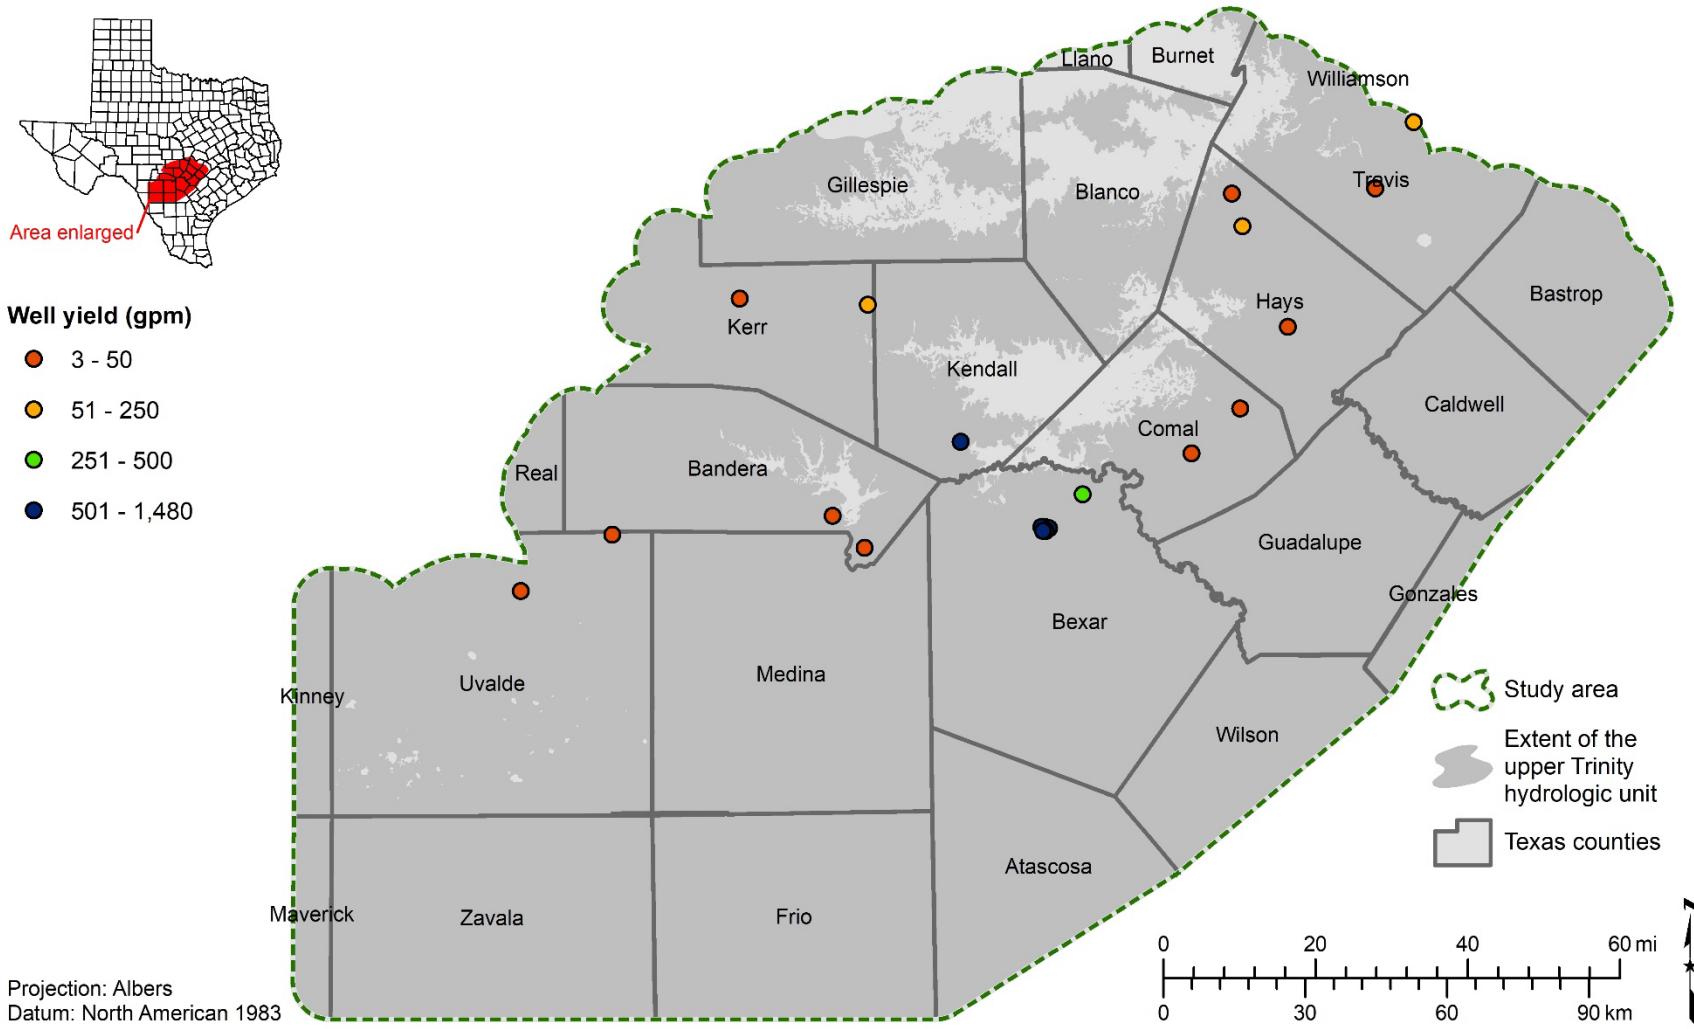 Area enlarged
Well yield (gpm)
3 - 50
51 - 250
251 - 500
501 - 1,480
Llano
Burnet
Williamson
Gillespie
Blanco
Travis
Kerr
Hays
Bastrop
Kendall
Comal
Caldwell
Real
Bandera
Guadalupe
Gonzales
Bexar
Kinney
Uvalde
Medina
Wilson
Maverick
Zavala
Frio
Atascosa
Study area
Extent of the
upper Trinity
hydrologic unit
Texas counties
0 20 40 60 mi
0 30 60 90 km
Projection: Albers
Datum: North American 1983